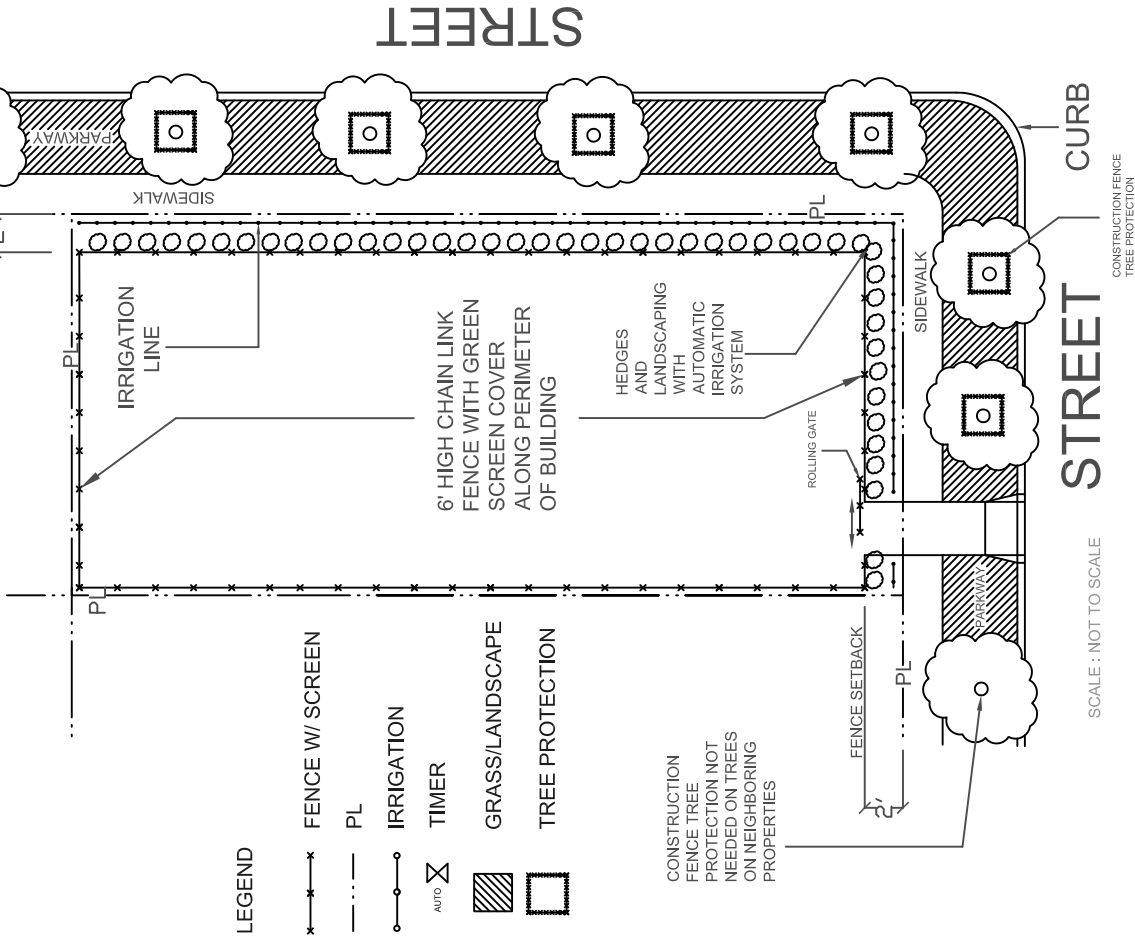 STREET
PARKWAY
SIDEWALK
PL
PL
IRRIGATION
LINE
6' HIGH CHAIN LINK
FENCE WITH GREEN
SCREEN COVER
ALONG PERIMETER
OF BUILDING
HEDGES
AND
LANDSCAPING
WITH
AUTOMATIC
IRRIGATION
SYSTEM
ROLLING GATE
SIDEWALK
CURB
CONSTRUCTION FENCE
TREE PROTECTION
STREET
PARKWAY
SCALE : NOT TO SCALE
PL
FENCE SETBACK
PL
2'
CONSTRUCTION
FENCE TREE
PROTECTION NOT
NEEDED ON TREES
ON NEIGHBORING
PROPERTIES
LEGEND
FENCE W/ SCREEN
PL
IRRIGATION
AUTO
TIMER
GRASS/LANDSCAPE
TREE PROTECTION